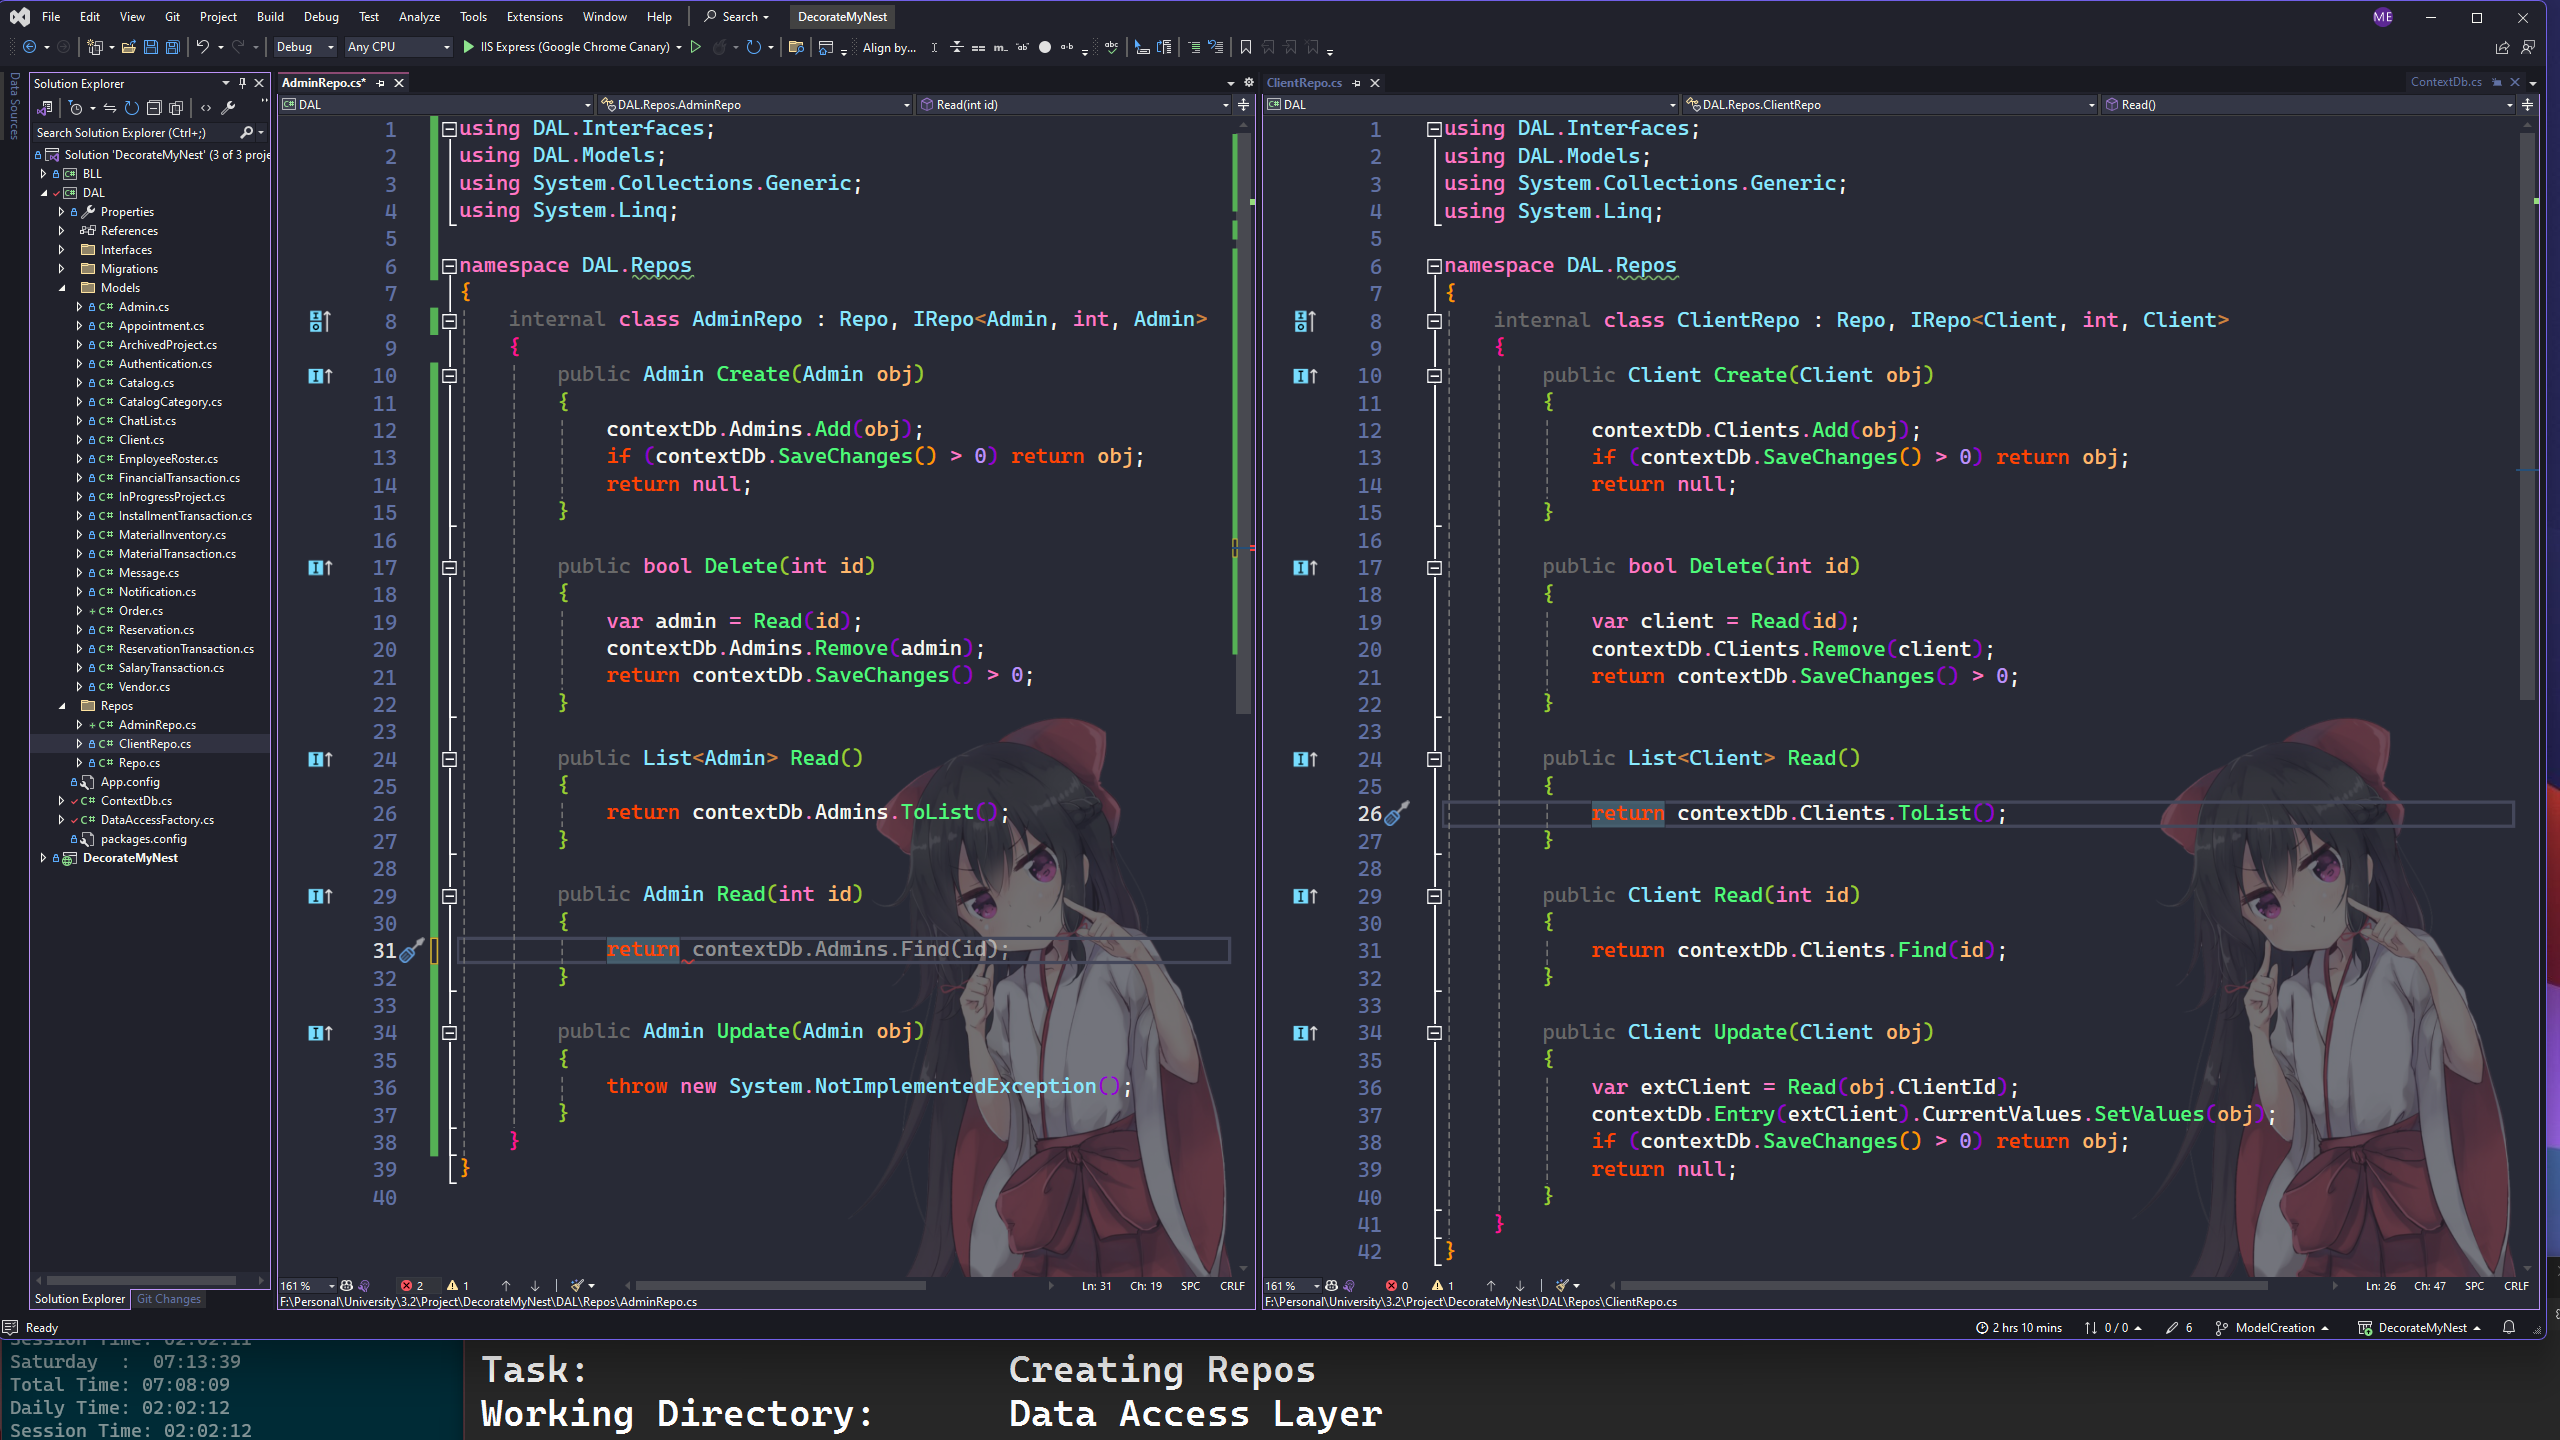 File Edit View Git Project Build Debug Test Analyze Tools Extensions Window Help Search DecorateMyNest ME
Debug Any CPU IIS Express (Google Chrome Canary) Align by...
Data Sources
Solution Explorer
Search Solution Explorer (Ctrl+;)
Solution 'DecorateMyNest' (3 of 3 proje
BLL
DAL
Properties
References
Interfaces
Migrations
Models
Admin.cs
Appointment.cs
ArchivedProject.cs
Authentication.cs
Catalog.cs
CatalogCategory.cs
ChatList.cs
Client.cs
EmployeeRoster.cs
FinancialTransaction.cs
InProgressProject.cs
InstallmentTransaction.cs
MaterialInventory.cs
MaterialTransaction.cs
Message.cs
Notification.cs
Order.cs
Reservation.cs
ReservationTransaction.cs
SalaryTransaction.cs
Vendor.cs
Repos
AdminRepo.cs
ClientRepo.cs
Repo.cs
App.config
ContextDb.cs
DataAccessFactory.cs
packages.config
DecorateMyNest
Solution Explorer Git Changes
AdminRepo.cs*
DAL DAL.Repos.AdminRepo Read(int id)
1 using DAL.Interfaces;
2 using DAL.Models;
3 using System.Collections.Generic;
4 using System.Linq;
5
6 namespace DAL.Repos
7 {
8 internal class AdminRepo : Repo, IRepo<Admin, int, Admin>
9 {
10 public Admin Create(Admin obj)
11 {
12 contextDb.Admins.Add(obj);
13 if (contextDb.SaveChanges() > 0) return obj;
14 return null;
15 }
16
17 public bool Delete(int id)
18 {
19 var admin = Read(id);
20 contextDb.Admins.Remove(admin);
21 return contextDb.SaveChanges() > 0;
22 }
23
24 public List<Admin> Read()
25 {
26 return contextDb.Admins.ToList();
27 }
28
29 public Admin Read(int id)
30 {
31 return contextDb.Admins.Find(id);
32 }
33
34 public Admin Update(Admin obj)
35 {
36 throw new System.NotImplementedException();
37 }
38 }
39 }
40
161 % 2 1 Ln: 31 Ch: 19 SPC CRLF
F:\Personal\University\3.2\Project\DecorateMyNest\DAL\Repos\AdminRepo.cs
ClientRepo.cs ContextDb.cs
DAL DAL.Repos.ClientRepo Read()
1 using DAL.Interfaces;
2 using DAL.Models;
3 using System.Collections.Generic;
4 using System.Linq;
5
6 namespace DAL.Repos
7 {
8 internal class ClientRepo : Repo, IRepo<Client, int, Client>
9 {
10 public Client Create(Client obj)
11 {
12 contextDb.Clients.Add(obj);
13 if (contextDb.SaveChanges() > 0) return obj;
14 return null;
15 }
16
17 public bool Delete(int id)
18 {
19 var client = Read(id);
20 contextDb.Clients.Remove(client);
21 return contextDb.SaveChanges() > 0;
22 }
23
24 public List<Client> Read()
25 {
26 return contextDb.Clients.ToList();
27 }
28
29 public Client Read(int id)
30 {
31 return contextDb.Clients.Find(id);
32 }
33
34 public Client Update(Client obj)
35 {
36 var extClient = Read(obj.ClientId);
37 contextDb.Entry(extClient).CurrentValues.SetValues(obj);
38 if (contextDb.SaveChanges() > 0) return obj;
39 return null;
40 }
41 }
42 }
161 % 0 1 Ln: 26 Ch: 47 SPC CRLF
F:\Personal\University\3.2\Project\DecorateMyNest\DAL\Repos\ClientRepo.cs
Ready 2 hrs 10 mins 0 / 0 6 ModelCreation DecorateMyNest
Session Time: 02:02:11
Saturday : 07:13:39
Total Time: 07:08:09
Daily Time: 02:02:12
Session Time: 02:02:12
Task: Creating Repos
Working Directory: Data Access Layer